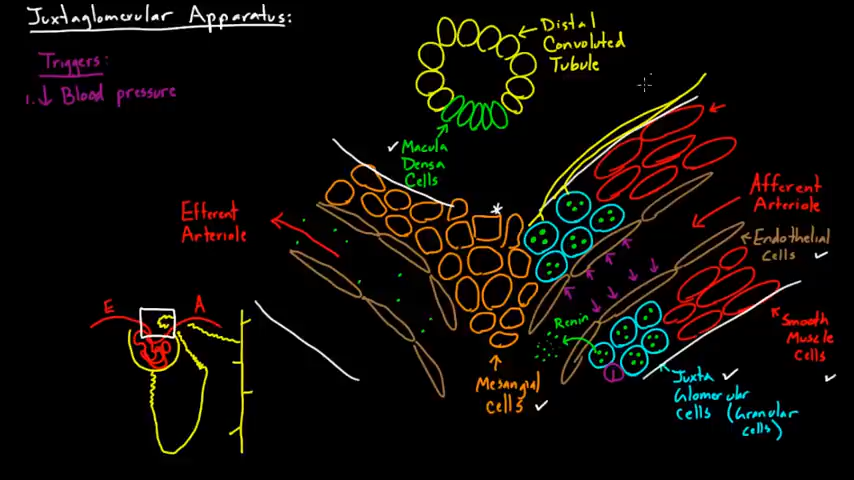 Juxtaglomerular Apparatus:
Triggers:
1. ↓ Blood pressure
Distal
Convoluted
Tubule
Macula
Densa
Cells
Efferent
Arteriole
Afferent
Arteriole
Endothelial
Cells
Renin
Smooth
Muscle
Cells
Mesangial
Cells
Juxta
Glomerular
Cells (Granular
Cells)
1
E
A